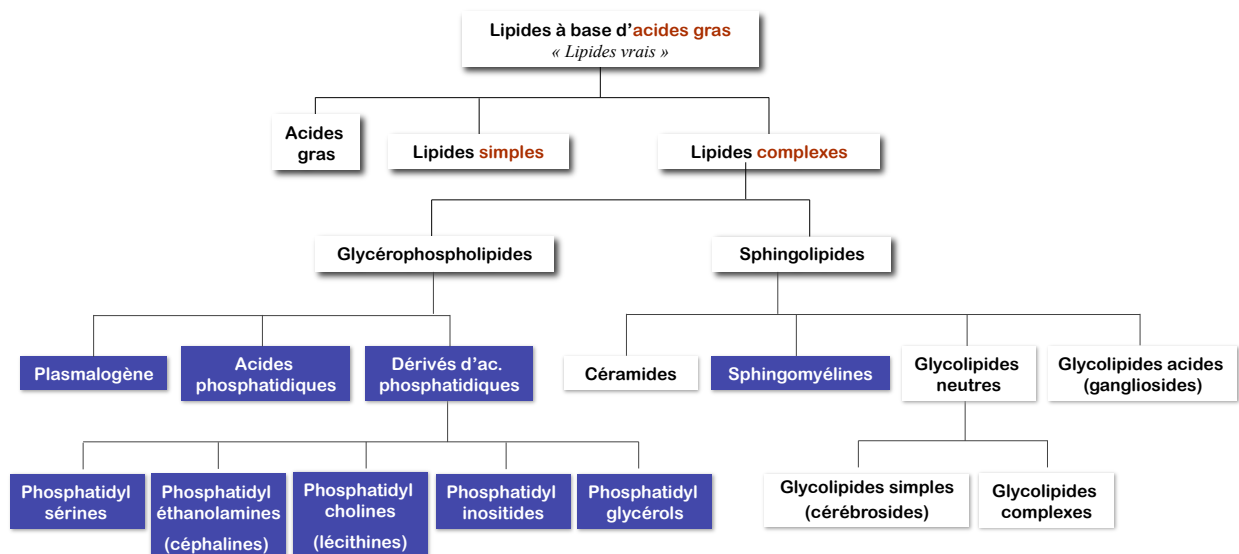 Lipides à base d'acides gras
« Lipides vrais »
Acides
gras
Lipides simples
Lipides complexes
Glycérophospholipides
Sphingolipides
Plasmalogène
Acides
phosphatidiques
Dérivés d'ac.
phosphatidiques
Céramides
Sphingomyélines
Glycolipides
neutres
Glycolipides acides
(gangliosides)
Phosphatidyl
sérines
Phosphatidyl
éthanolamines
(céphalines)
Phosphatidyl
cholines
(lécithines)
Phosphatidyl
inositides
Phosphatidyl
glycérols
Glycolipides simples
(cérébrosides)
Glycolipides
complexes